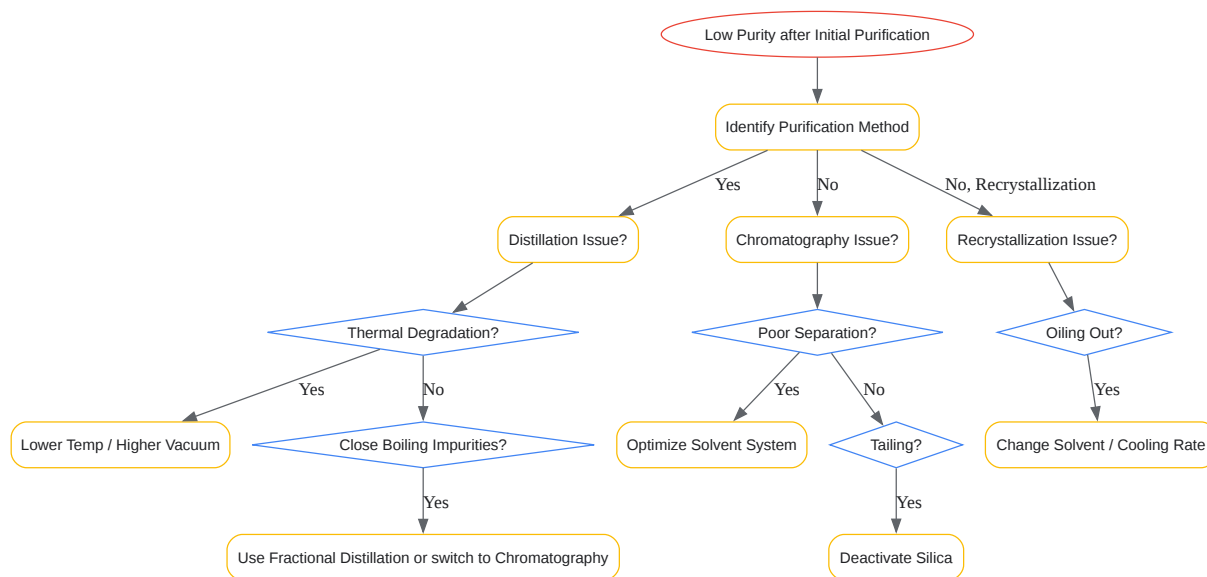 Low Purity after Initial Purification
Identify Purification Method
Yes
No
No, Recrystallization
Distillation Issue?
Chromatography Issue?
Recrystallization Issue?
Thermal Degradation?
Poor Separation?
Oiling Out?
Yes
No
Yes
No
Yes
Lower Temp / Higher Vacuum
Close Boiling Impurities?
Optimize Solvent System
Tailing?
Change Solvent / Cooling Rate
Yes
Yes
Use Fractional Distillation or switch to Chromatography
Deactivate Silica